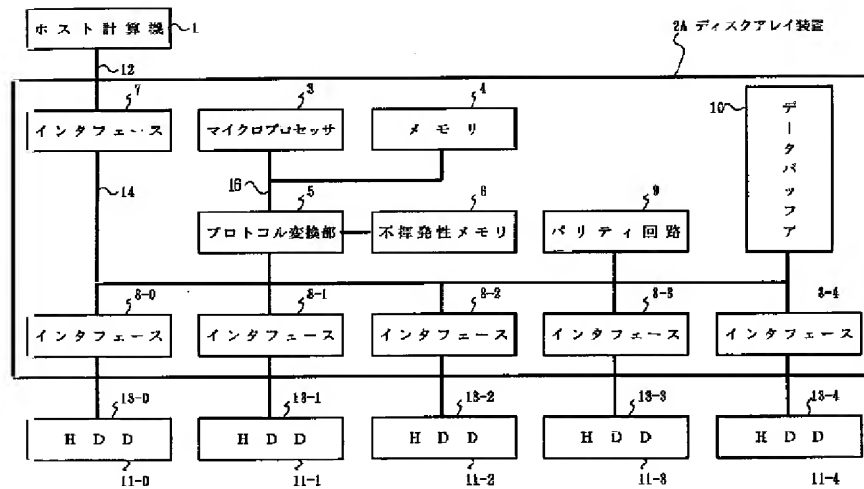 ホスト計算機 1
2A ディスクアレイ装置
12
7
3
4
10
インタフェース
マイクロプロセッサ
メモリ
データバッファ
14
16
5
6
9
プロトコル変換部
不揮発性メモリ
パリティ回路
8-0
8-1
8-2
8-3
8-4
インタフェース
インタフェース
インタフェース
インタフェース
インタフェース
13-0
13-1
13-2
13-3
13-4
HDD
HDD
HDD
HDD
HDD
11-0
11-1
11-2
11-3
11-4